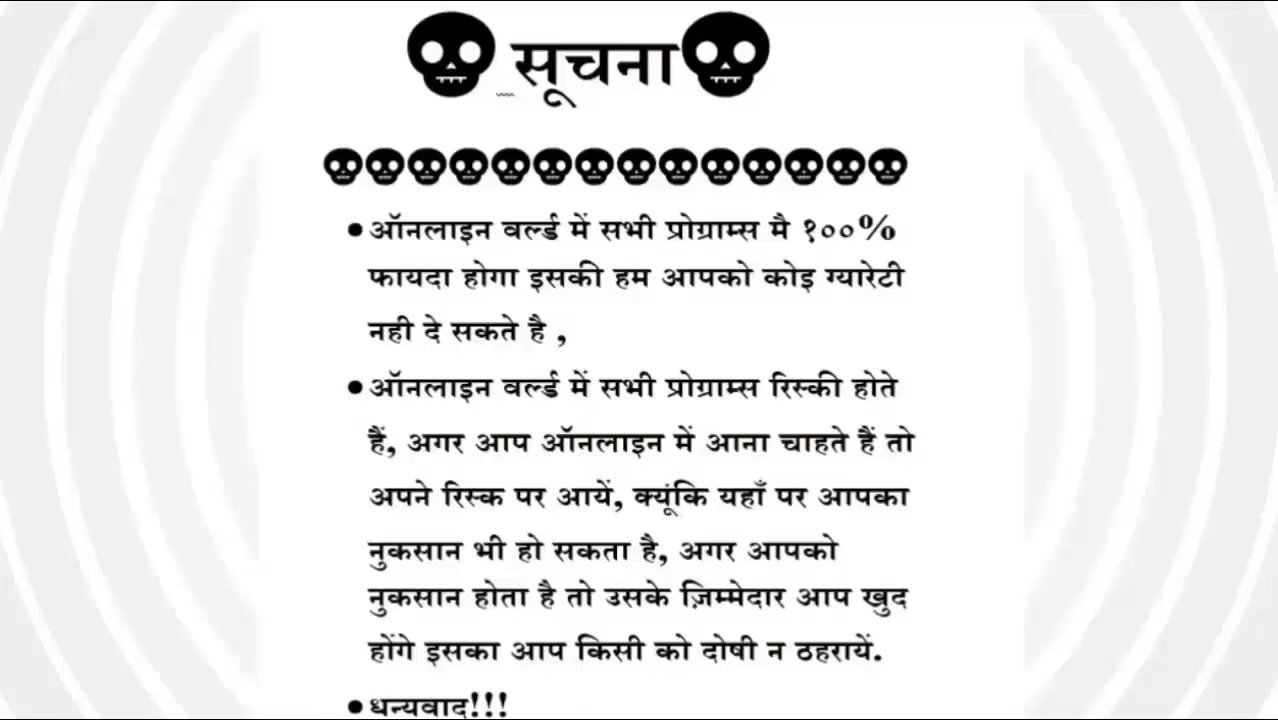 सूचना
ऑनलाइन वर्ल्ड में सभी प्रोग्राम्स मै १००%
फायदा होगा इसकी हम आपको कोइ ग्यारेटी
नही दे सकते है ,
ऑनलाइन वर्ल्ड में सभी प्रोग्राम्स रिस्की होते
हैं, अगर आप ऑनलाइन में आना चाहते हैं तो
अपने रिस्क पर आयें, क्यूंकि यहाँ पर आपका
नुकसान भी हो सकता है, अगर आपको
नुकसान होता है तो उसके ज़िम्मेदार आप खुद
होंगे इसका आप किसी को दोषी न ठहरायें.
धन्यवाद!!!